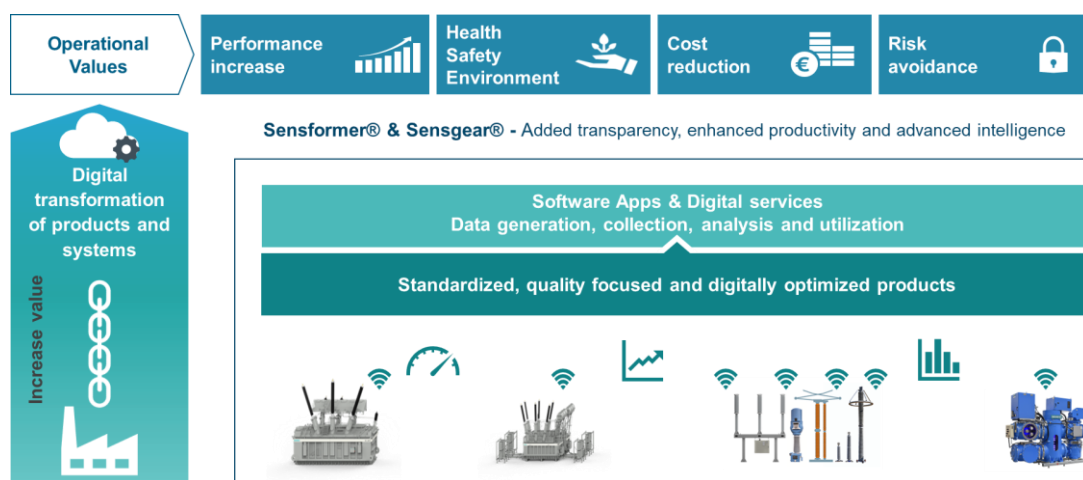 Operational
Values
Performance
increase
Health
Safety
Environment
Cost
reduction
€
Risk
avoidance
Sensformer® & Sensgear® - Added transparency, enhanced productivity and advanced intelligence
Digital
transformation
of products and
systems
Increase value
Software Apps & Digital services
Data generation, collection, analysis and utilization
Standardized, quality focused and digitally optimized products